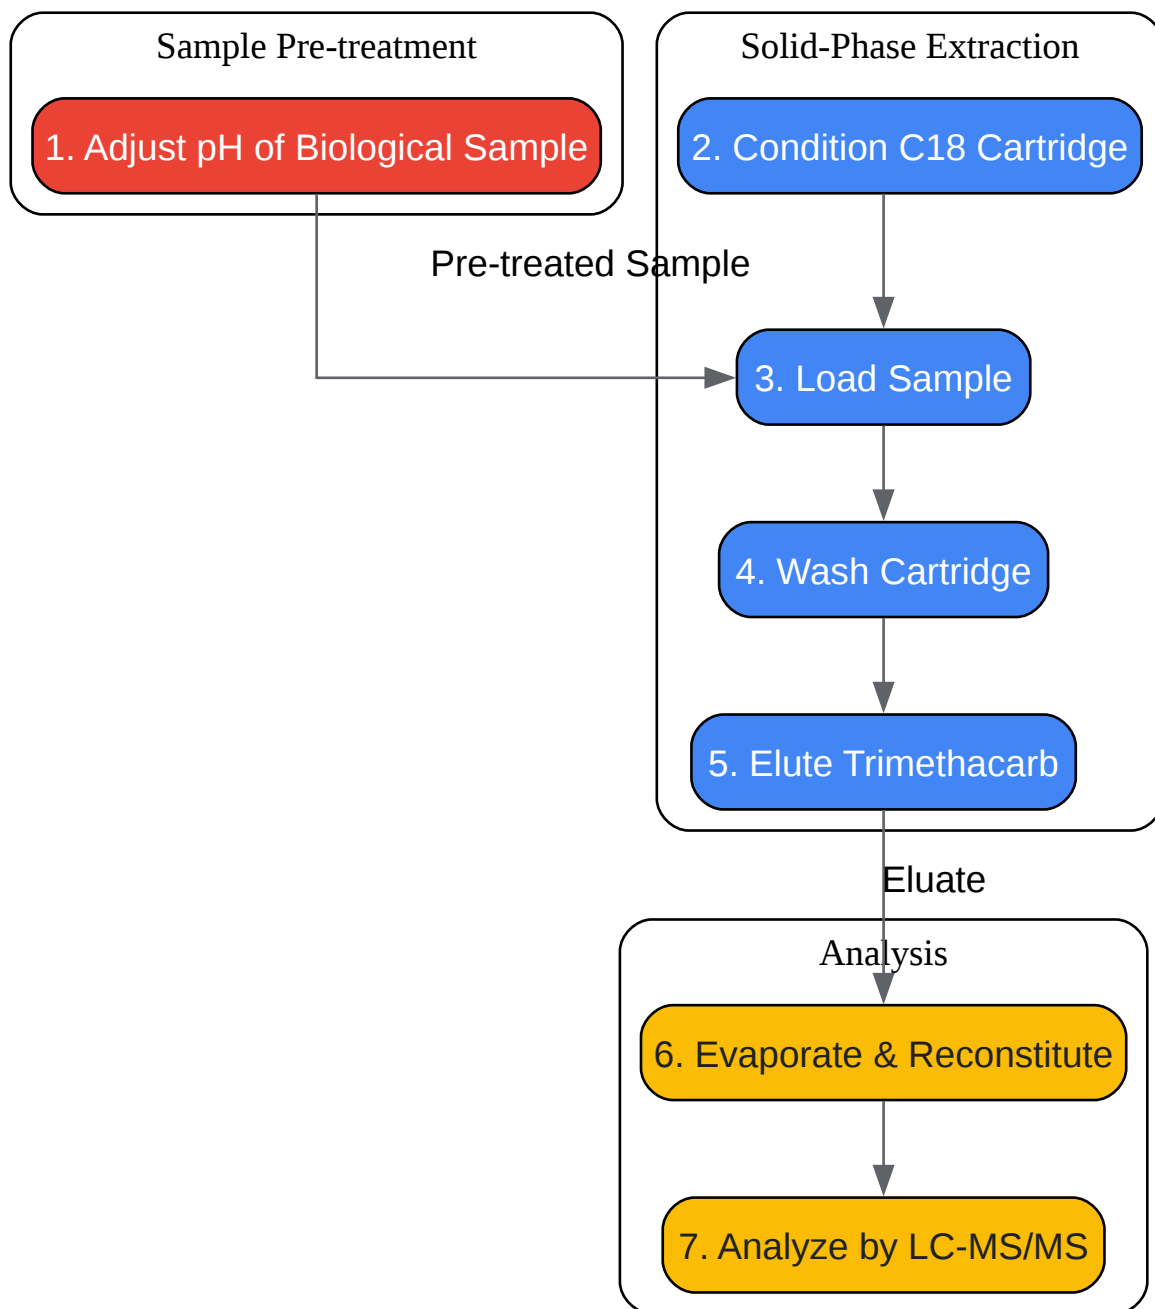 Sample Pre-treatment
1. Adjust pH of Biological Sample
Pre-treated Sample
Solid-Phase Extraction
2. Condition C18 Cartridge
3. Load Sample
4. Wash Cartridge
5. Elute Trimethacarb
Eluate
Analysis
6. Evaporate & Reconstitute
7. Analyze by LC-MS/MS